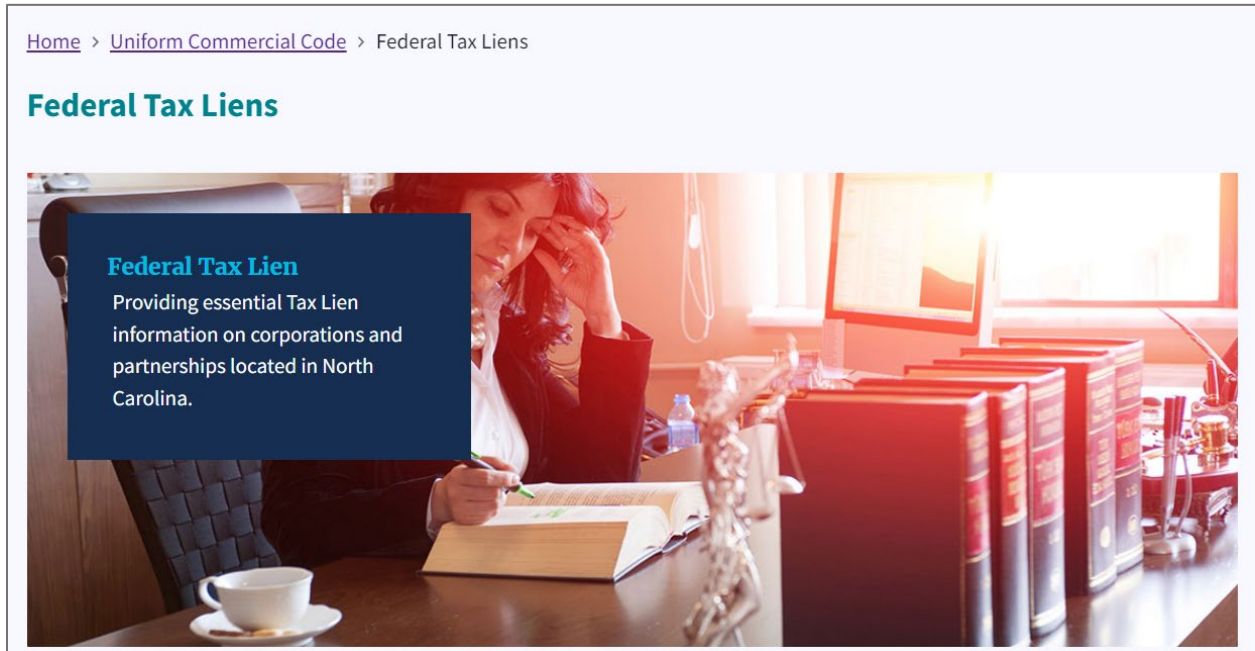 Home > Uniform Commercial Code > Federal Tax Liens
Federal Tax Liens
Federal Tax Lien
Providing essential Tax Lien
information on corporations and
partnerships located in North
Carolina.